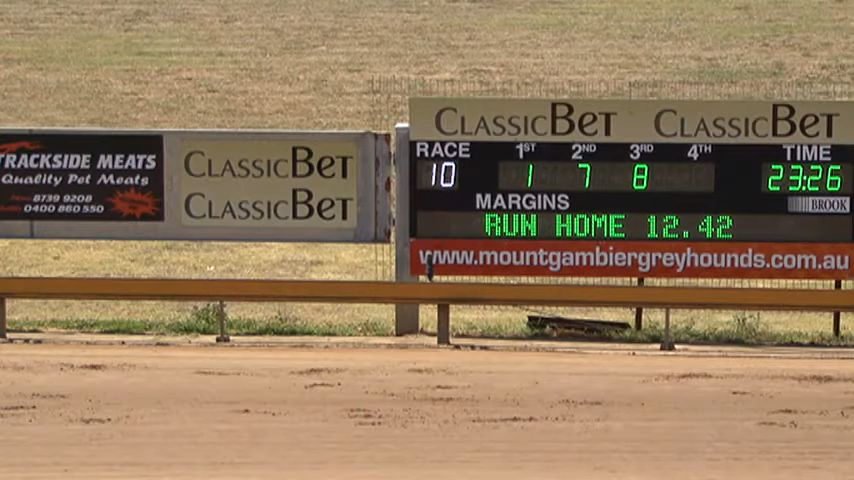 TRACKSIDE MEATS
Quality Pet Meats
8739 9208
0400 860 550
CLASSICBET
CLASSICBET
CLASSICBET CLASSICBET
RACE 1ST 2ND 3RD 4TH TIME
10 1 7 8 23:26
MARGINS BROOK
RUN HOME 12.42
www.mountgambiergreyhounds.com.au